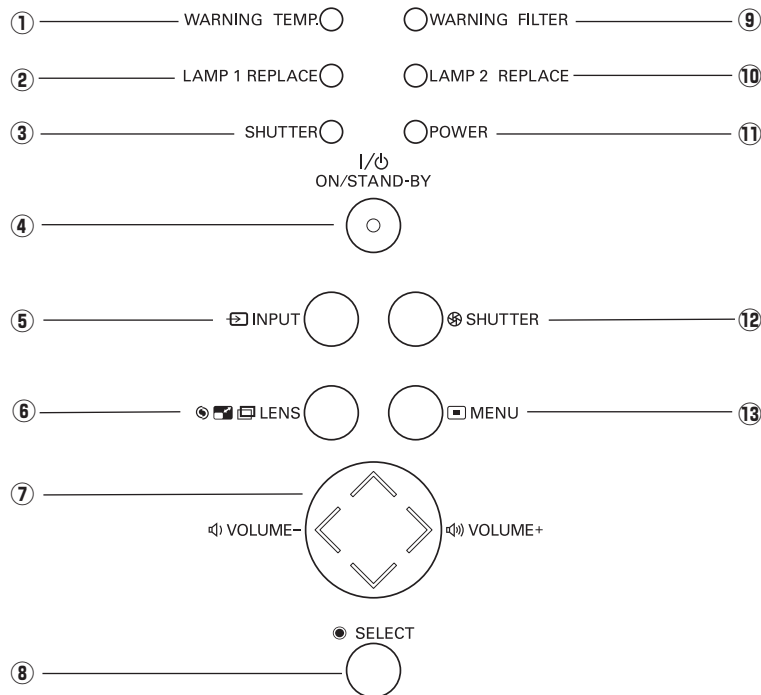 ① WARNING TEMP. WARNING FILTER ⑨
② LAMP 1 REPLACE LAMP 2 REPLACE ⑩
③ SHUTTER POWER ⑪
I/⏻
ON/STAND-BY
④
⑤ INPUT SHUTTER ⑫
⑥ LENS MENU ⑬
⑦
VOLUME– VOLUME+
SELECT
⑧